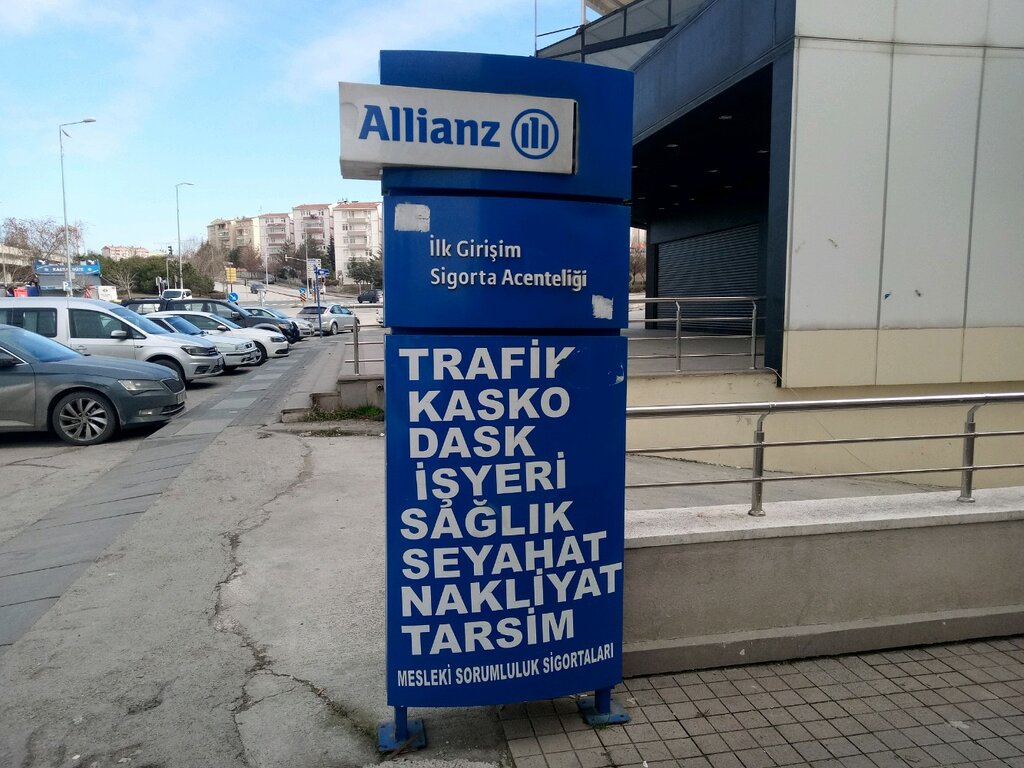 Allianz
İlk Girişim
Sigorta Acenteliği
TRAFİK
KASKO
DASK
İŞYERİ
SAĞLIK
SEYAHAT
NAKLİYAT
TARSİM
MESLEKİ SORUMLULUK SİGORTALARI